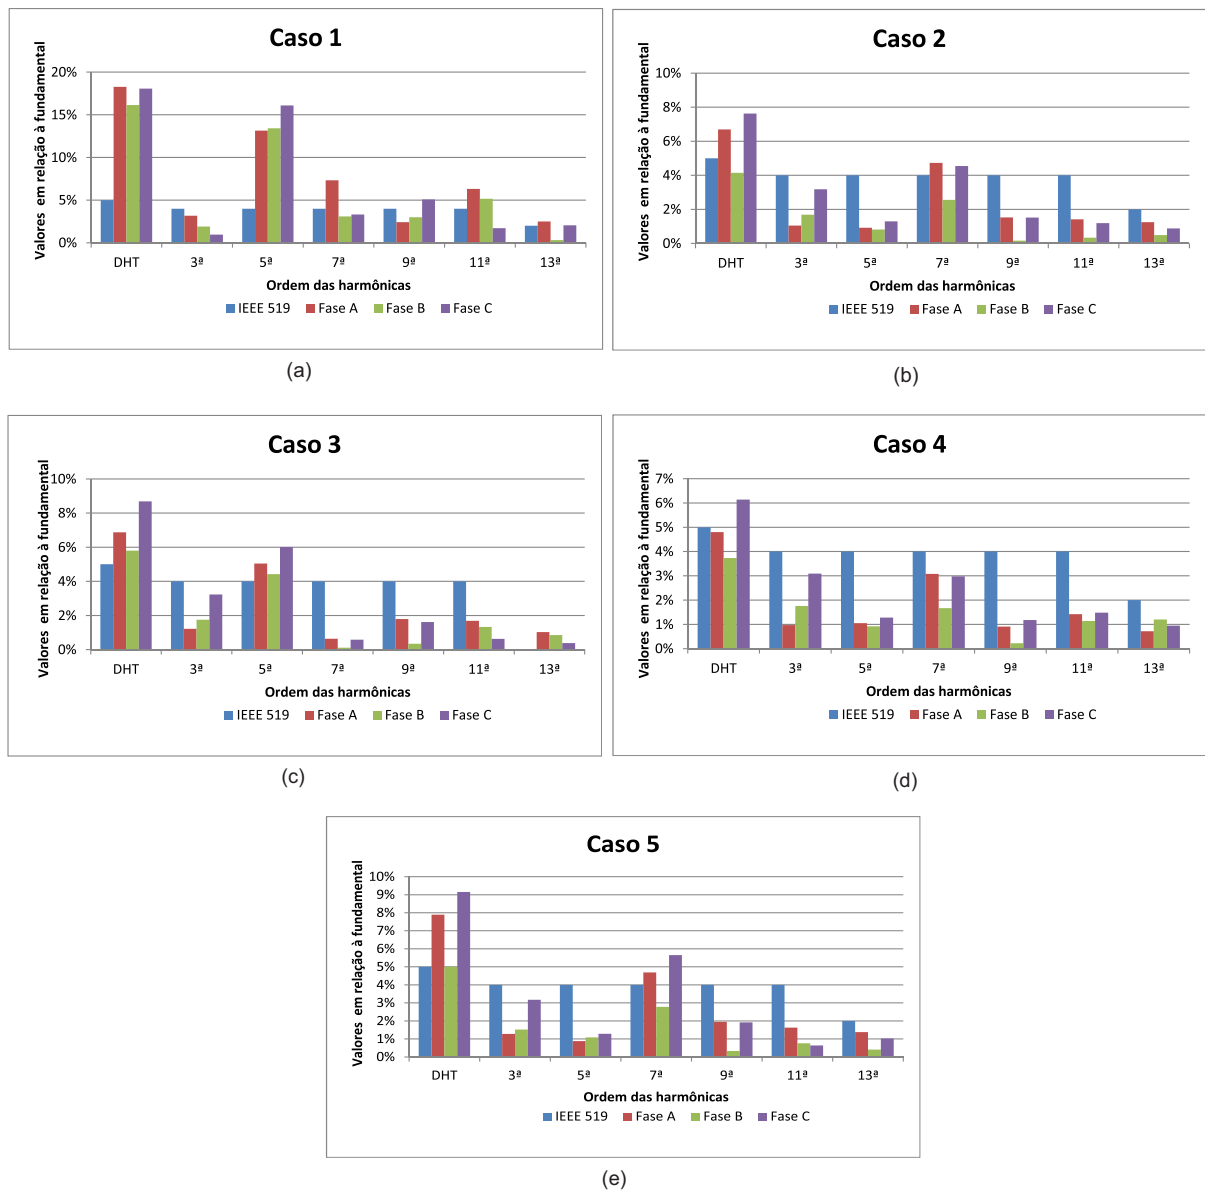 Caso 1
Valores em relação à fundamental
20%
15%
10%
5%
0%
DHT 3ª 5ª 7ª 9ª 11ª 13ª
Ordem das harmônicas
IEEE 519 Fase A Fase B Fase C
(a)
Caso 2
Valores em relação à fundamental
10%
8%
6%
4%
2%
0%
DHT 3ª 5ª 7ª 9ª 11ª 13ª
Ordem das harmônicas
IEEE 519 Fase A Fase B Fase C
(b)
Caso 3
Valores em relação à fundamental
10%
8%
6%
4%
2%
0%
DHT 3ª 5ª 7ª 9ª 11ª 13ª
Ordem das harmônicas
IEEE 519 Fase A Fase B Fase C
(c)
Caso 4
Valores em relação à fundamental
7%
6%
5%
4%
3%
2%
1%
0%
DHT 3ª 5ª 7ª 9ª 11ª 13ª
Ordem das harmônicas
IEEE 519 Fase A Fase B Fase C
(d)
Caso 5
Valores em relação à fundamental
10%
9%
8%
7%
6%
5%
4%
3%
2%
1%
0%
DHT 3ª 5ª 7ª 9ª 11ª 13ª
Ordem das harmônicas
IEEE 519 Fase A Fase B Fase C
(e)